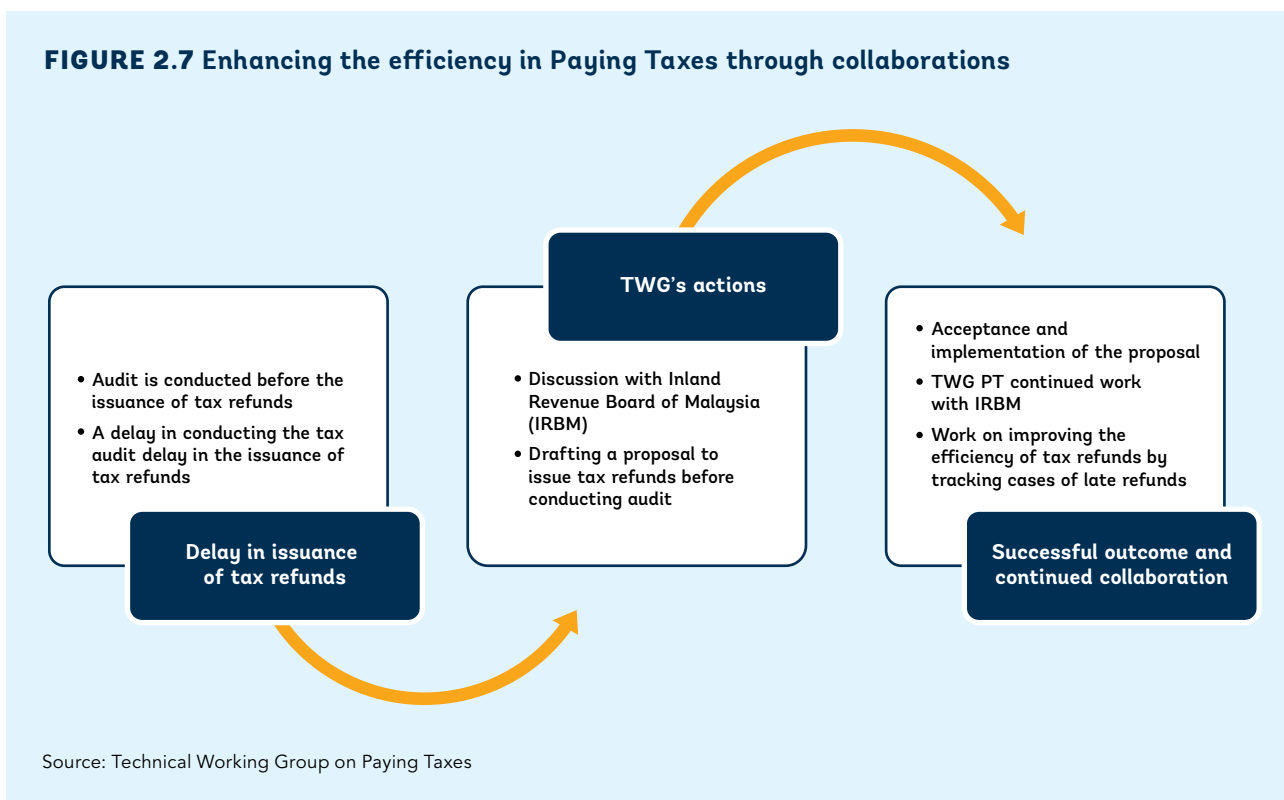 FIGURE 2.7 Enhancing the efficiency in Paying Taxes through collaborations
• Audit is conducted before the
issuance of tax refunds
• A delay in conducting the tax
audit delay in the issuance of
tax refunds
Delay in issuance
of tax refunds
TWG's actions
• Discussion with Inland
Revenue Board of Malaysia
(IRBM)
• Drafting a proposal to
issue tax refunds before
conducting audit
• Acceptance and
implementation of the proposal
• TWG PT continued work
with IRBM
• Work on improving the
efficiency of tax refunds by
tracking cases of late refunds
Successful outcome and
continued collaboration
Source: Technical Working Group on Paying Taxes